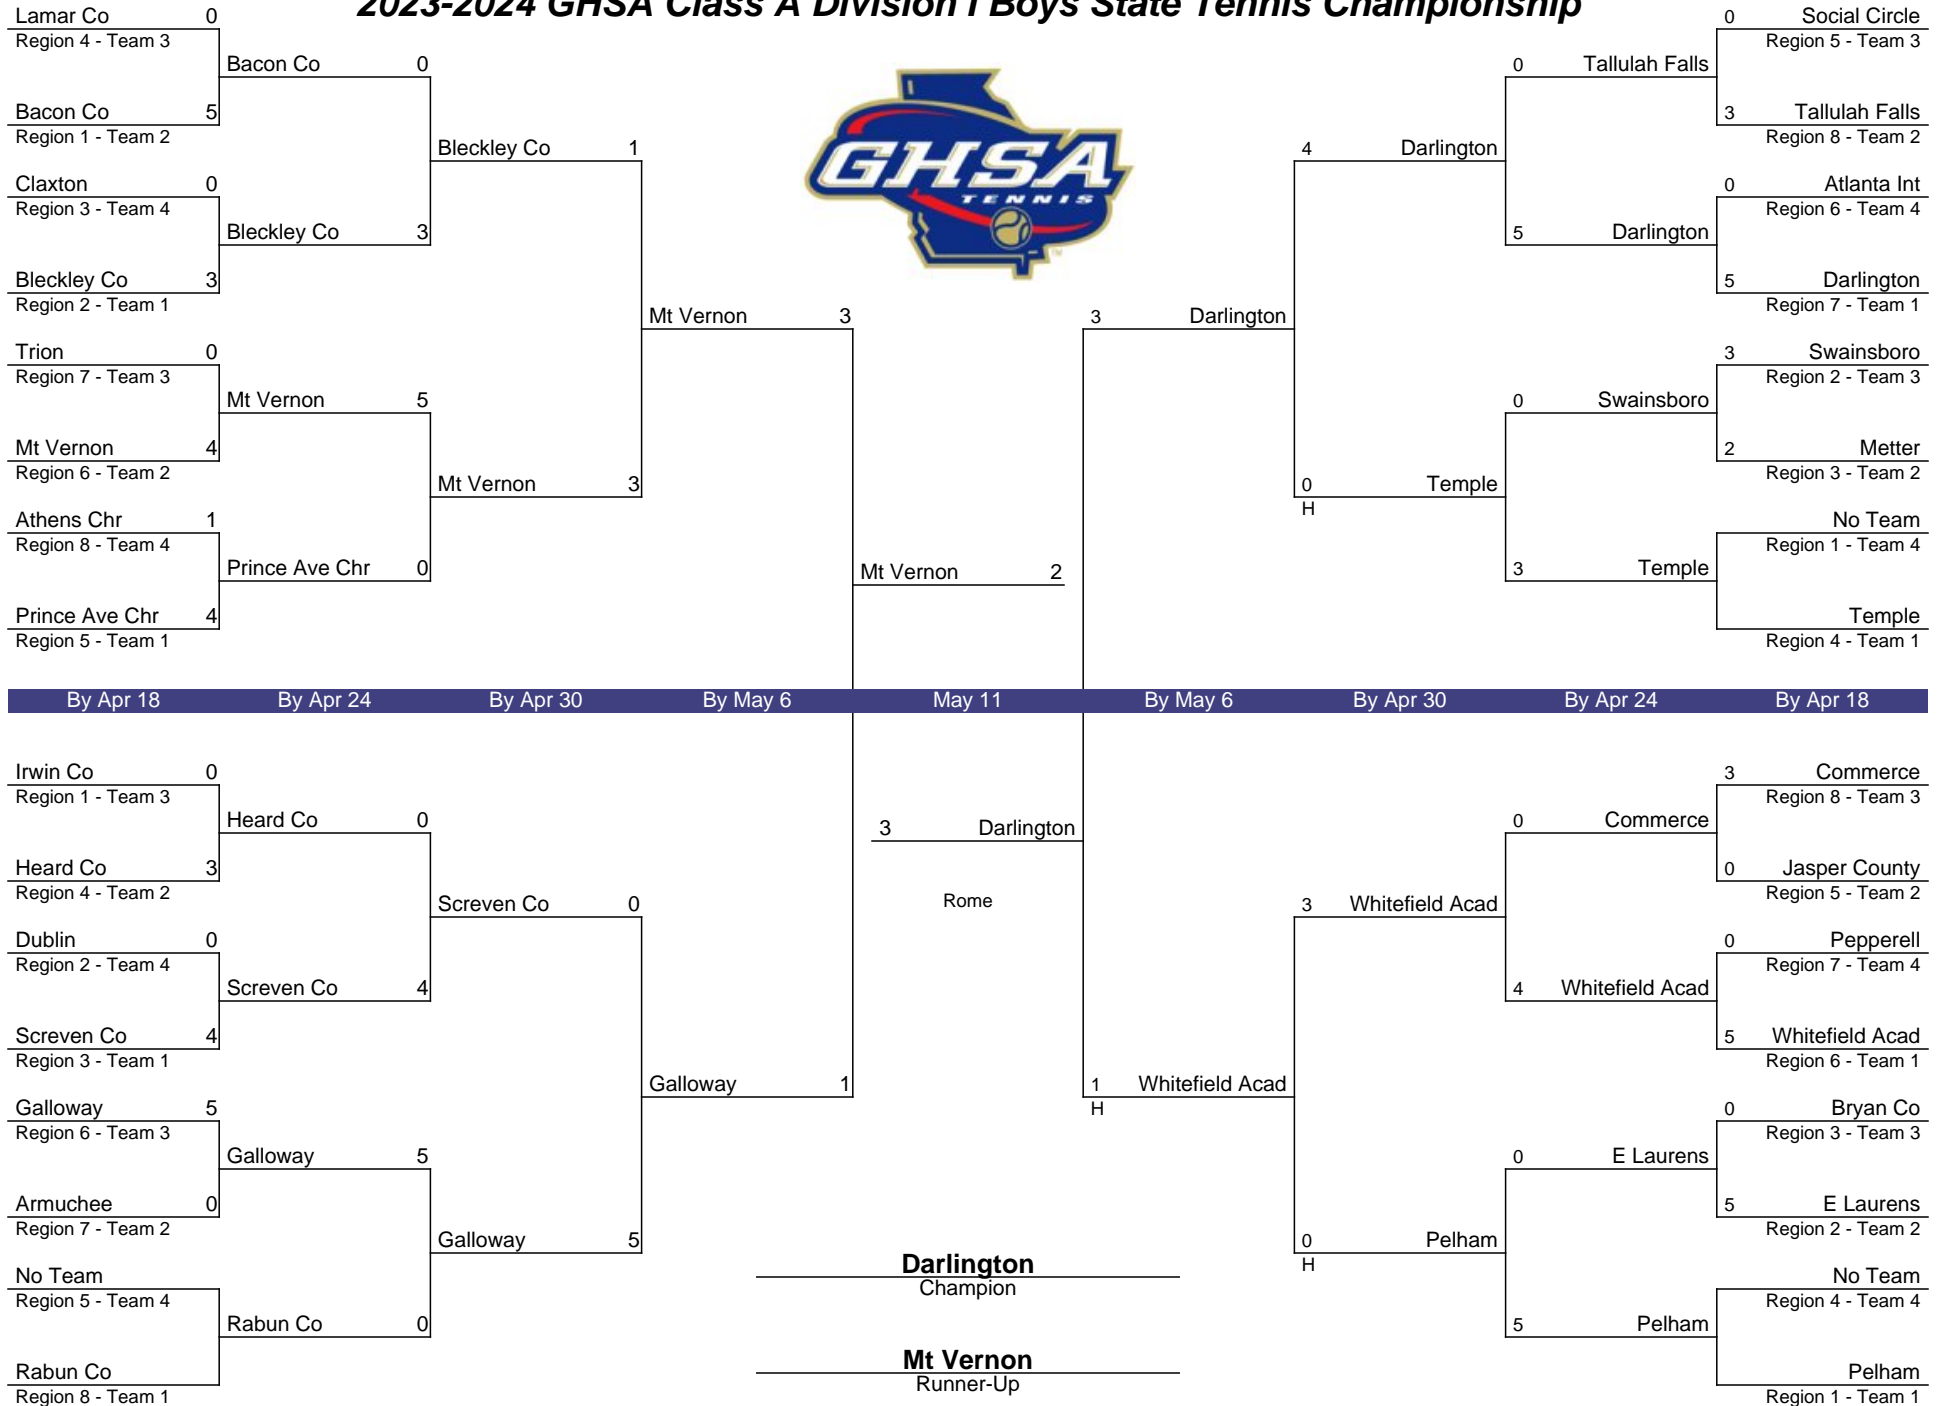 2023-2024 GHSA Class A Division I Boys State Tennis Championship
GHSA
TENNIS
TM
Lamar Co 0
Region 4 - Team 3
Bacon Co 0
Bacon Co 5
Region 1 - Team 2
Bleckley Co 1
Claxton 0
Region 3 - Team 4
Bleckley Co 3
Bleckley Co 3
Region 2 - Team 1
Mt Vernon 3
Trion 0
Region 7 - Team 3
Mt Vernon 5
Mt Vernon 4
Region 6 - Team 2
Mt Vernon 3
Athens Chr 1
Region 8 - Team 4
Prince Ave Chr 0
Mt Vernon 2
Prince Ave Chr 4
Region 5 - Team 1
0 Social Circle
Region 5 - Team 3
0 Tallulah Falls
3 Tallulah Falls
Region 8 - Team 2
4 Darlington
0 Atlanta Int
Region 6 - Team 4
5 Darlington
5 Darlington
Region 7 - Team 1
3 Darlington
3 Swainsboro
Region 2 - Team 3
0 Swainsboro
2 Metter
Region 3 - Team 2
0 Temple
H
No Team
Region 1 - Team 4
3 Temple
Temple
Region 4 - Team 1
By Apr 18 By Apr 24 By Apr 30 By May 6 May 11 By May 6 By Apr 30 By Apr 24 By Apr 18
Irwin Co 0
Region 1 - Team 3
Heard Co 0
Heard Co 3
Region 4 - Team 2
Screven Co 0
Dublin 0
Region 2 - Team 4
Screven Co 4
Screven Co 4
Region 3 - Team 1
Galloway 1
Galloway 5
Region 6 - Team 3
Galloway 5
Armuchee 0
Region 7 - Team 2
Galloway 5
No Team
Region 5 - Team 4
Rabun Co 0
Rabun Co
Region 8 - Team 1
3 Darlington
Rome
3 Commerce
Region 8 - Team 3
0 Commerce
0 Jasper County
Region 5 - Team 2
3 Whitefield Acad
0 Pepperell
Region 7 - Team 4
4 Whitefield Acad
5 Whitefield Acad
Region 6 - Team 1
1 Whitefield Acad
H
0 Bryan Co
Region 3 - Team 3
0 E Laurens
5 E Laurens
Region 2 - Team 2
0 Pelham
H
No Team
Region 4 - Team 4
5 Pelham
Pelham
Region 1 - Team 1
Darlington
Champion
Mt Vernon
Runner-Up